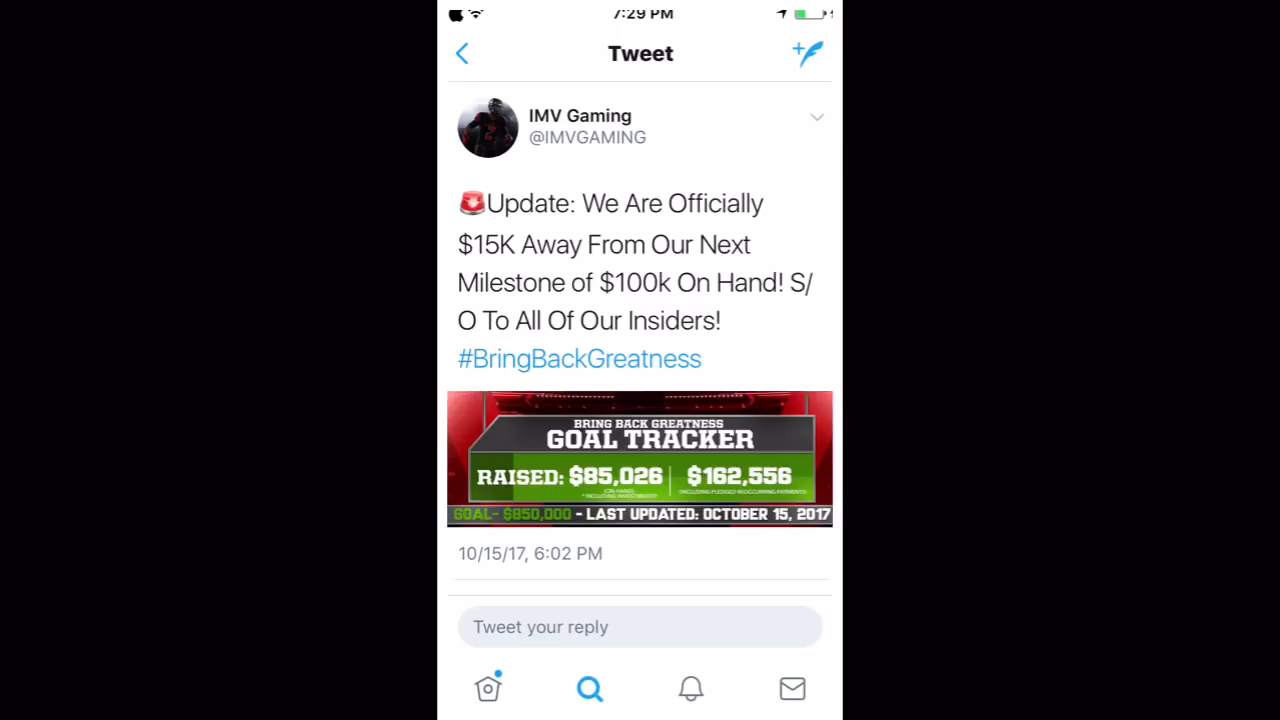 7:29 PM
Tweet
IMV Gaming
@IMVGAMING
🚨Update: We Are Officially
$15K Away From Our Next
Milestone of $100k On Hand! S/
O To All Of Our Insiders!
#BringBackGreatness
BRING BACK GREATNESS
GOAL TRACKER
RAISED: $85,026 $162,556
GOAL- $850,000 - LAST UPDATED: OCTOBER 15, 2017
10/15/17, 6:02 PM
Tweet your reply